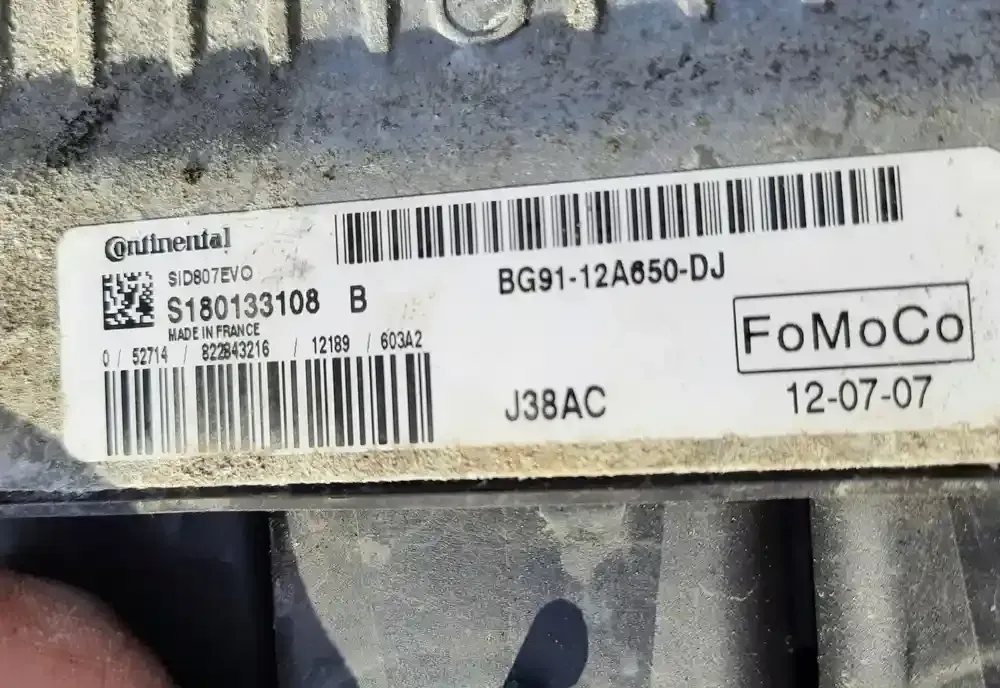 Continental
SID807EVO
S180133108 B
MADE IN FRANCE
0 / 52714 / 822843216 / 12189 / 603A2
BG91-12A650-DJ
FoMoCo
J38AC
12-07-07